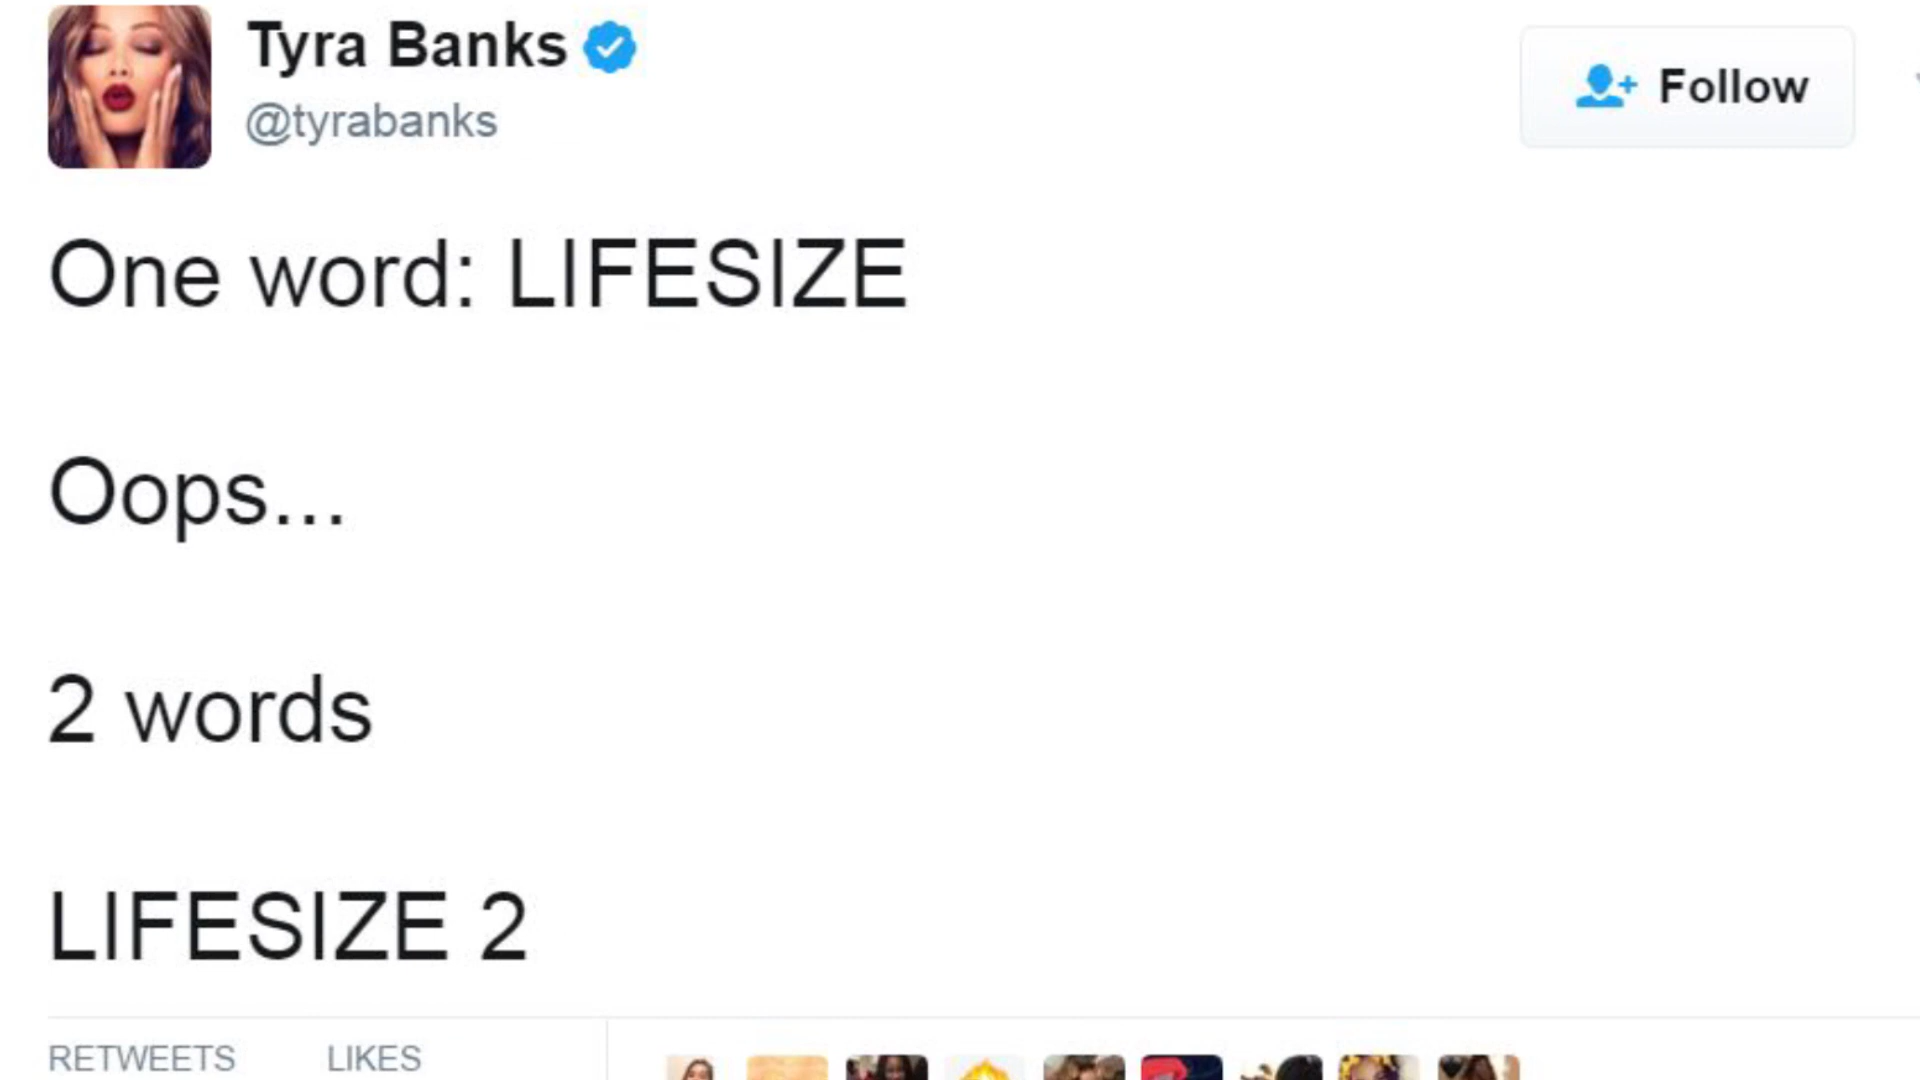 Tyra Banks
@tyrabanks
Follow
One word: LIFESIZE
Oops...
2 words
LIFESIZE 2
RETWEETS LIKES